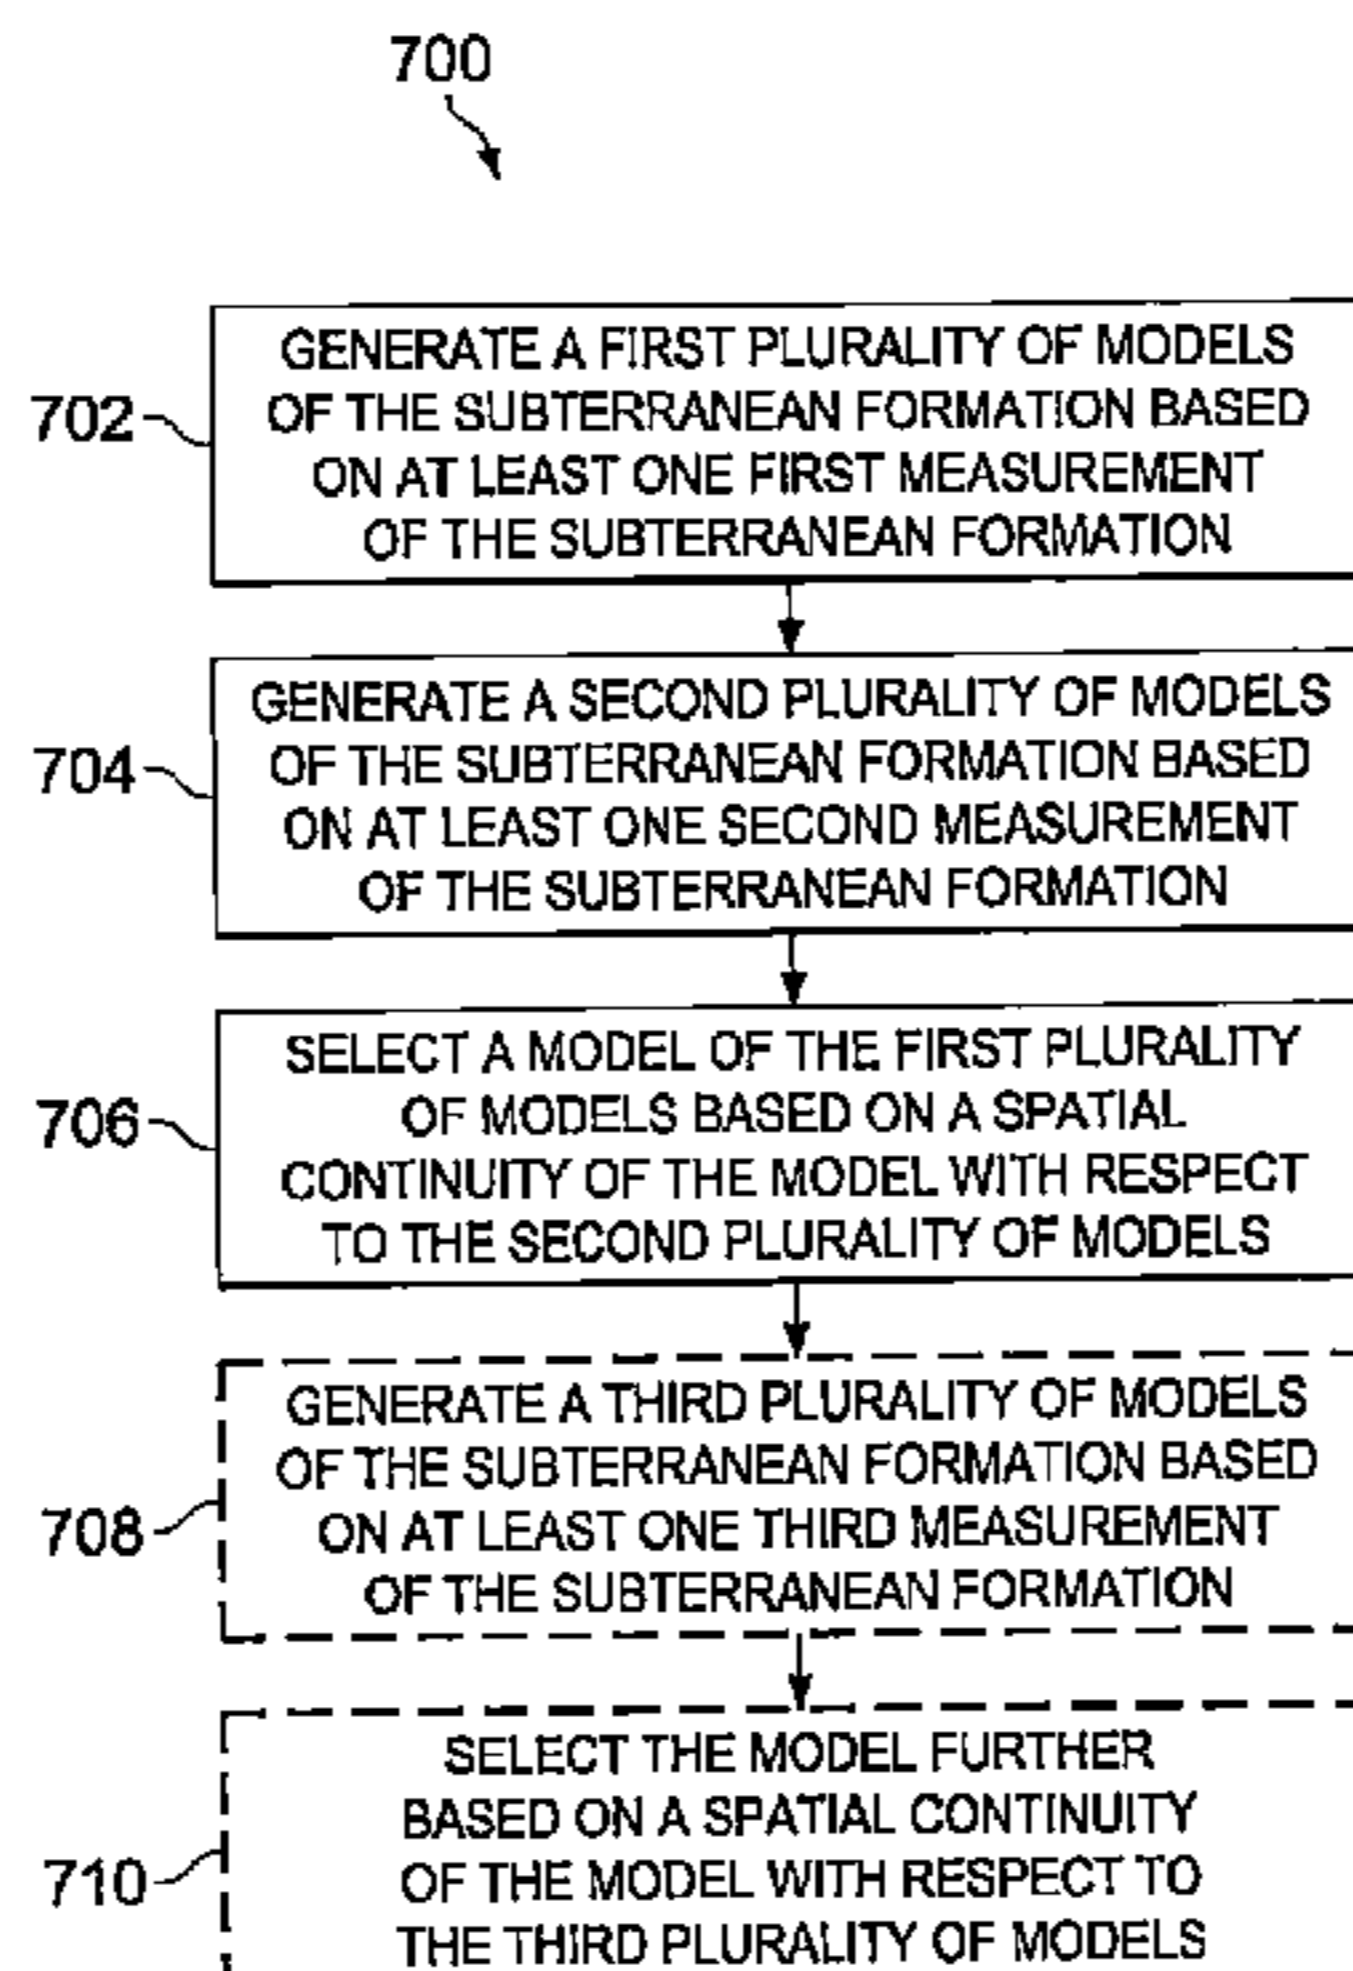 700
702
GENERATE A FIRST PLURALITY OF MODELS
OF THE SUBTERRANEAN FORMATION BASED
ON AT LEAST ONE FIRST MEASUREMENT
OF THE SUBTERRANEAN FORMATION
704
GENERATE A SECOND PLURALITY OF MODELS
OF THE SUBTERRANEAN FORMATION BASED
ON AT LEAST ONE SECOND MEASUREMENT
OF THE SUBTERRANEAN FORMATION
706
SELECT A MODEL OF THE FIRST PLURALITY
OF MODELS BASED ON A SPATIAL
CONTINUITY OF THE MODEL WITH RESPECT
TO THE SECOND PLURALITY OF MODELS
708
GENERATE A THIRD PLURALITY OF MODELS
OF THE SUBTERRANEAN FORMATION BASED
ON AT LEAST ONE THIRD MEASUREMENT
OF THE SUBTERRANEAN FORMATION
710
SELECT THE MODEL FURTHER
BASED ON A SPATIAL CONTINUITY
OF THE MODEL WITH RESPECT TO
THE THIRD PLURALITY OF MODELS